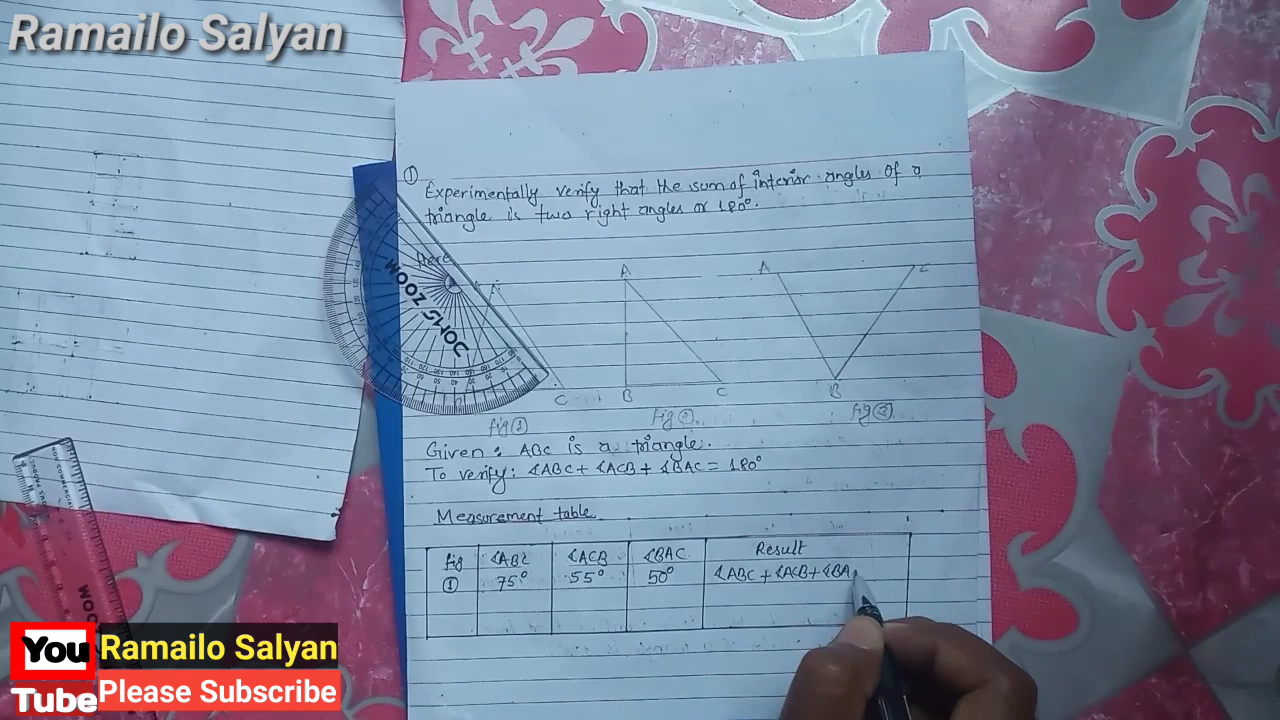 Ramailo Salyan
①
Experimentally verify that the sum of interior angles of a
triangle is two right angles or 180°.
Here
A
A
A C
C
B C
B
DOMS ZOOM
fig ①
fig ②
fig ③
Given: ABC is a triangle.
To verify: ∡ABC + ∡ACB + ∡BAC = 180°
Measurement table
fig ∡ABC ∡ACB ∡BAC Result
① 75° 55° 50° ∡ABC + ∡ACB + ∡BA
You Tube
Ramailo Salyan
Please Subscribe